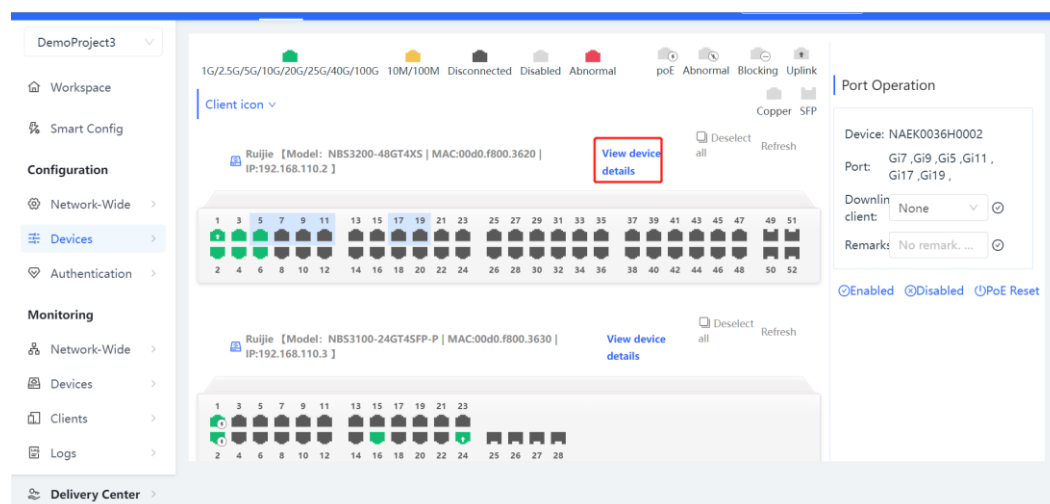 DemoProject3
Workspace
Smart Config
Configuration
Network-Wide
Devices
Authentication
Monitoring
Network-Wide
Devices
Clients
Logs
Delivery Center
1G/2.5G/5G/10G/20G/25G/40G/100G 10M/100M Disconnected Disabled Abnormal poE Abnormal Blocking Uplink
Client icon
Copper SFP
Ruijie 【Model: NBS3200-48GT4XS | MAC:00d0.f800.3620 |
IP:192.168.110.2 】
View device
details
Deselect
all
Refresh
1 3 5 7 9 11 13 15 17 19 21 23 25 27 29 31 33 35 37 39 41 43 45 47 49 51
2 4 6 8 10 12 14 16 18 20 22 24 26 28 30 32 34 36 38 40 42 44 46 48 50 52
Ruijie 【Model: NBS3100-24GT4SFP-P | MAC:00d0.f800.3630 |
IP:192.168.110.3 】
View device
details
Deselect
all
Refresh
1 3 5 7 9 11 13 15 17 19 21 23
2 4 6 8 10 12 14 16 18 20 22 24 25 26 27 28
Port Operation
Device: NAEK0036H0002
Port: Gi7 ,Gi9 ,Gi5 ,Gi11 ,
Gi17 ,Gi19 ,
Downlin
client: None
Remarks No remark. ...
Enabled Disabled PoE Reset